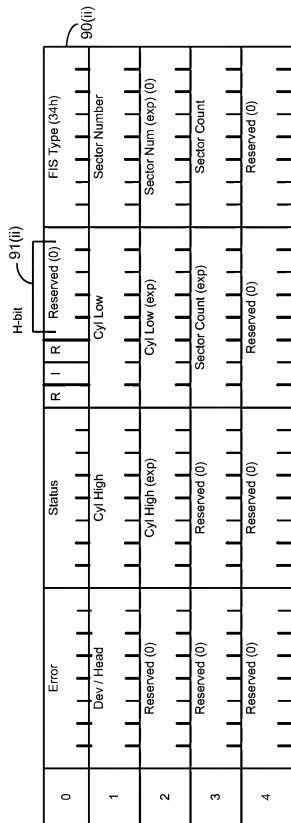 90(ii)
H-bit
91(ii)
0
Error
Status
R
I
R
Reserved (0)
FIS Type (34h)
1
Dev / Head
Cyl High
Cyl Low
Sector Number
2
Reserved (0)
Cyl High (exp)
Cyl Low (exp)
Sector Num (exp) (0)
3
Reserved (0)
Reserved (0)
Sector Count (exp)
Sector Count
4
Reserved (0)
Reserved (0)
Reserved (0)
Reserved (0)